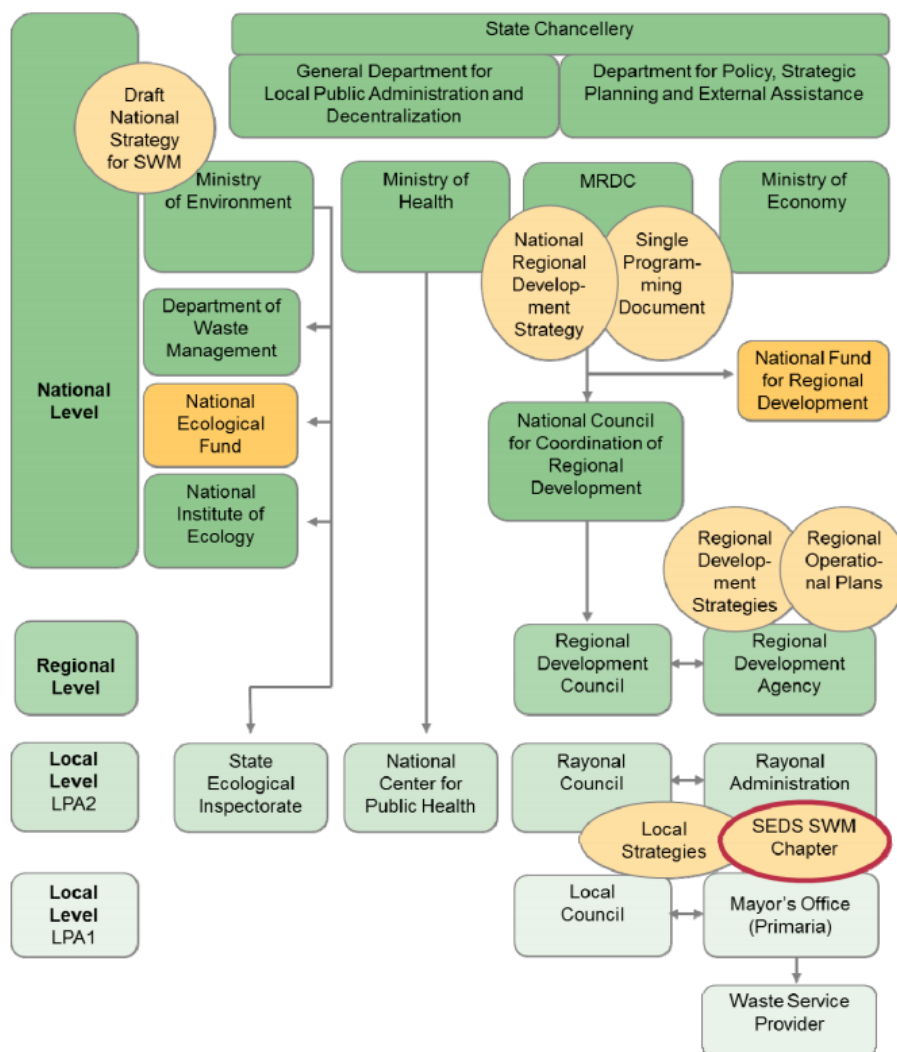 State Chancellery
General Department for
Local Public Administration and
Decentralization
Department for Policy, Strategic
Planning and External Assistance
Draft
National
Strategy
for SWM
Ministry
of Environment
Ministry of
Health
MRDC
Ministry of
Economy
National
Regional
Develop-
ment
Strategy
Single
Program-
ming
Document
Department of
Waste
Management
National Fund
for Regional
Development
National
Level
National
Ecological
Fund
National Council
for Coordination of
Regional
Development
National
Institute of
Ecology
Regional
Develop-
ment
Strategies
Regional
Operatio-
nal Plans
Regional
Level
Regional
Development
Council
Regional
Development
Agency
Local
Level
LPA2
State
Ecological
Inspectorate
National
Center for
Public Health
Rayonal
Council
Rayonal
Administration
Local
Strategies
SEDS SWM
Chapter
Local
Level
LPA1
Local
Council
Mayor's Office
(Primaria)
Waste Service
Provider